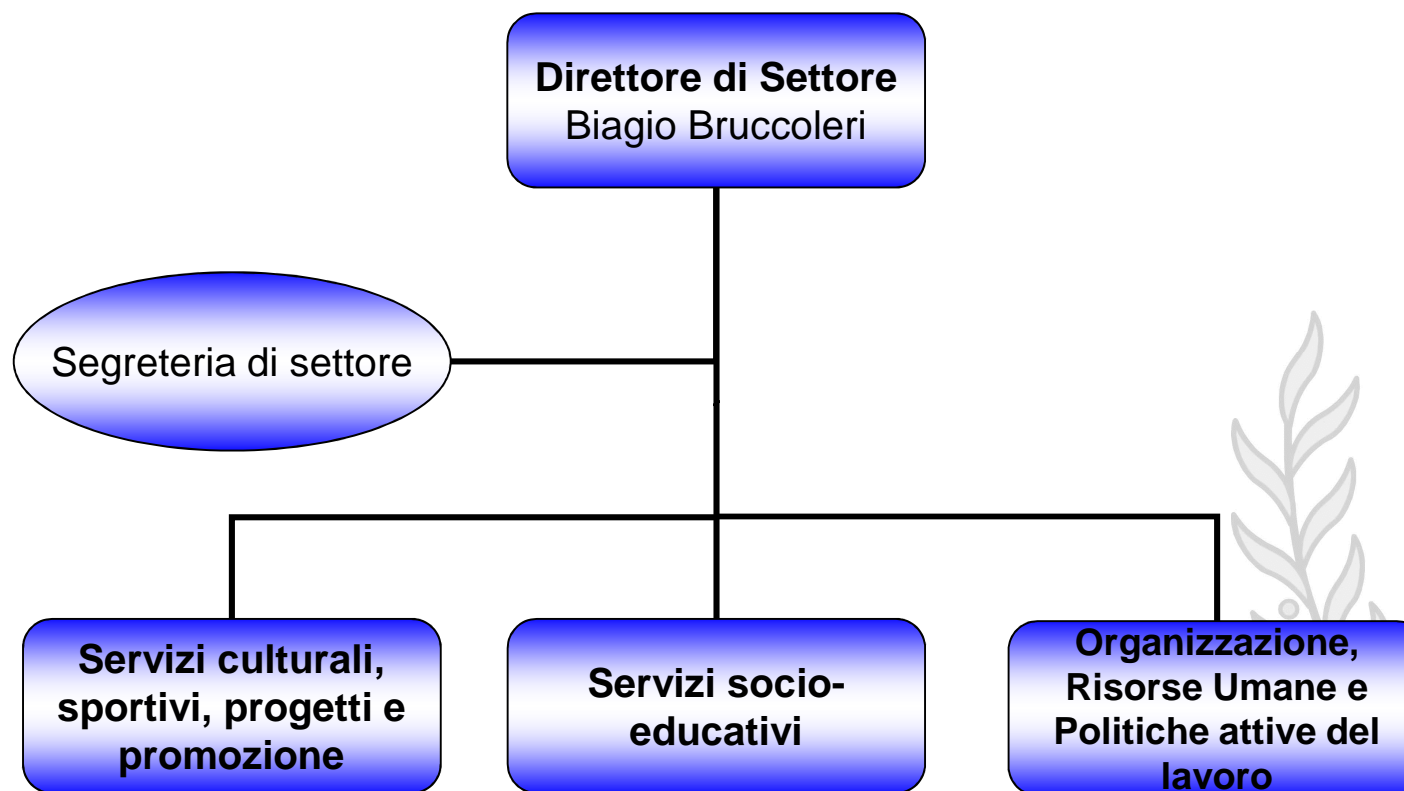 Direttore di Settore
Biagio Bruccoleri
Segreteria di settore
Servizi culturali,
sportivi, progetti e
promozione
Servizi socio-
educativi
Organizzazione,
Risorse Umane e
Politiche attive del
lavoro